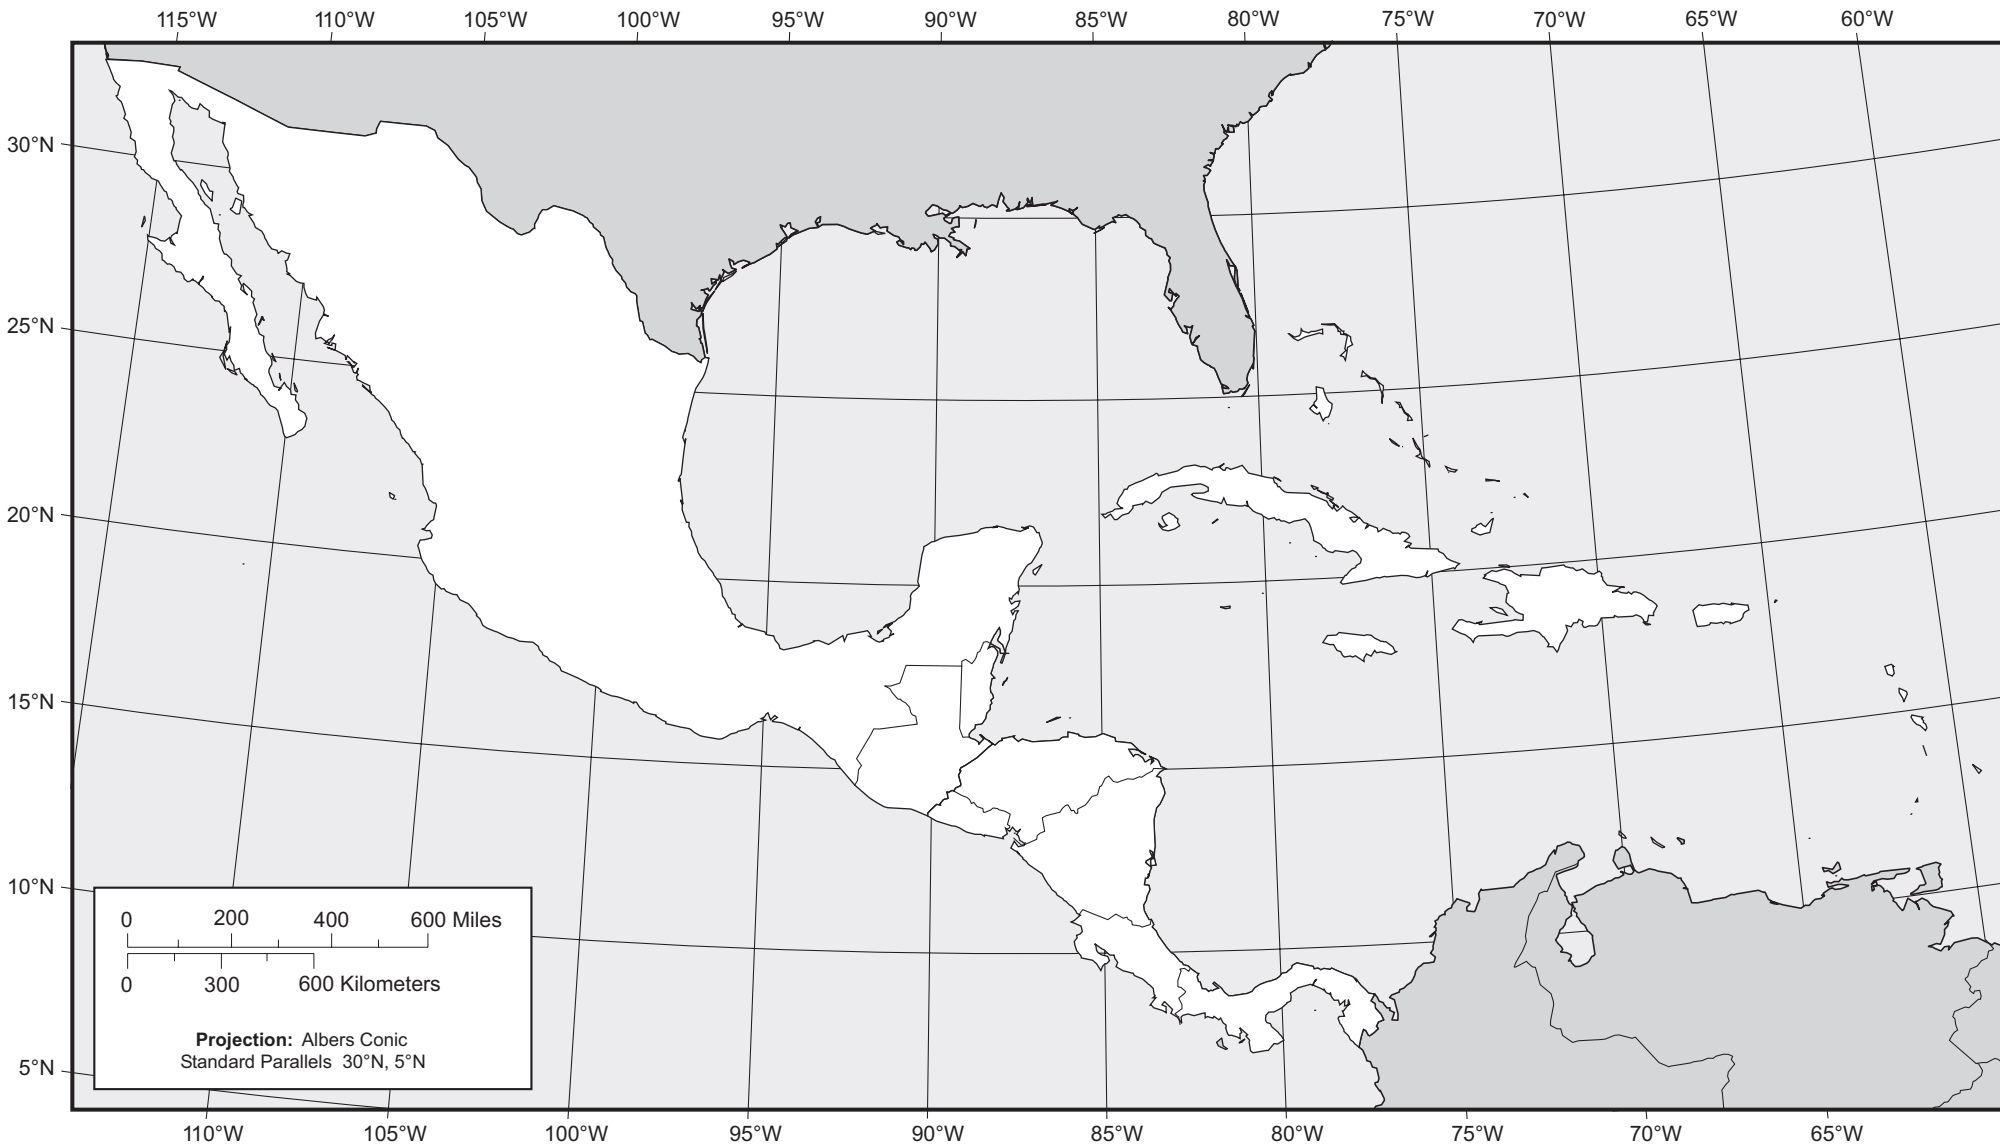 115°W 110°W 105°W 100°W 95°W 90°W 85°W 80°W 75°W 70°W 65°W 60°W
30°N
25°N
20°N
15°N
10°N
5°N
0 200 400 600 Miles
0 300 600 Kilometers
Projection: Albers Conic
Standard Parallels 30°N, 5°N
110°W 105°W 100°W 95°W 90°W 85°W 80°W 75°W 70°W 65°W